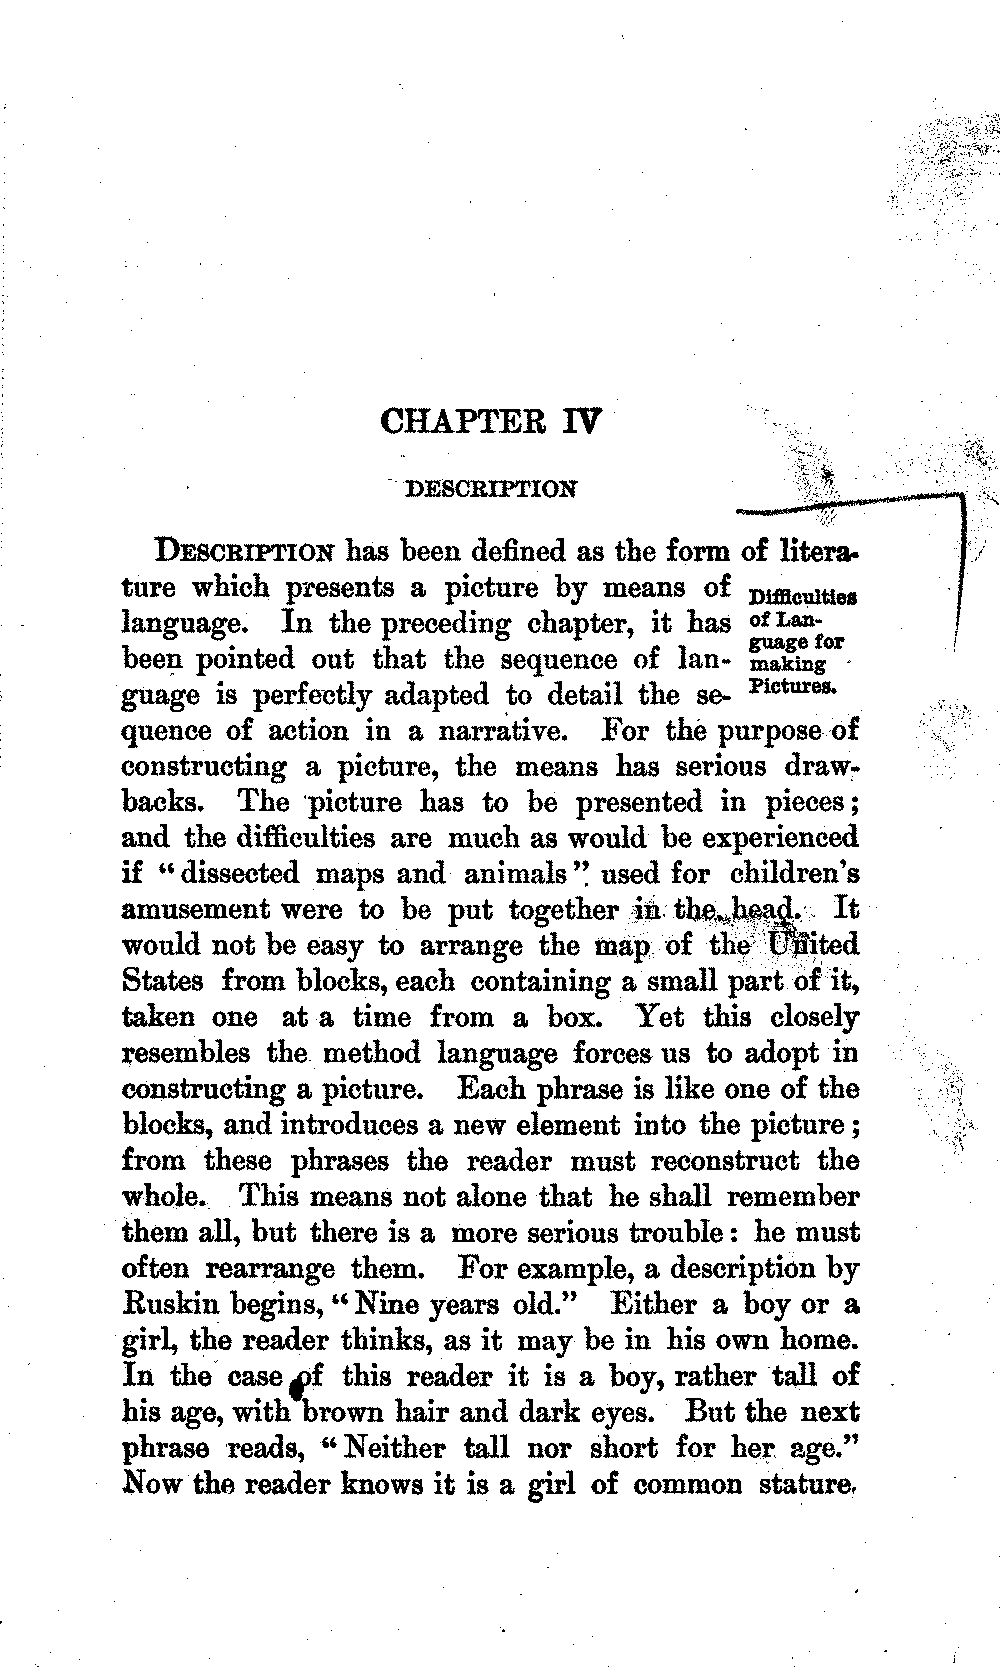 CHAPTER IV
DESCRIPTION
DESCRIPTION has been defined as the form of litera-
ture which presents a picture by means of
language. In the preceding chapter, it has
been pointed out that the sequence of lan-
guage is perfectly adapted to detail the se-
Difficulties
of Lan-
guage for
making
Pictures.
quence of action in a narrative. For the purpose of
constructing a picture, the means has serious draw-
backs. The picture has to be presented in pieces;
and the difficulties are much as would be experienced
if "dissected maps and animals" used for children's
amusement were to be put together in the head. It
would not be easy to arrange the map of the United
States from blocks, each containing a small part of it,
taken one at a time from a box. Yet this closely
resembles the method language forces us to adopt in
constructing a picture. Each phrase is like one of the
blocks, and introduces a new element into the picture;
from these phrases the reader must reconstruct the
whole. This means not alone that he shall remember
them all, but there is a more serious trouble: he must
often rearrange them. For example, a description by
Ruskin begins, "Nine years old." Either a boy or a
girl, the reader thinks, as it may be in his own home.
In the case of this reader it is a boy, rather tall of
his age, with brown hair and dark eyes. But the next
phrase reads, "Neither tall nor short for her age."
Now the reader knows it is a girl of common stature.